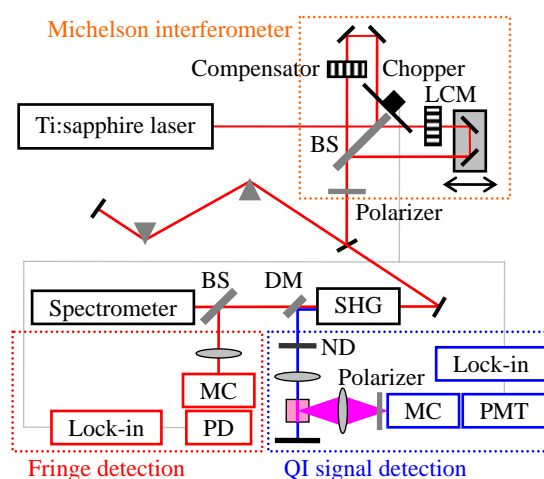 Michelson interferometer
Compensator
Chopper
LCM
Ti:sapphire laser
BS
Polarizer
BS
DM
Spectrometer
SHG
ND
Lock-in
Polarizer
MC
MC
PMT
Lock-in
PD
Fringe detection
QI signal detection